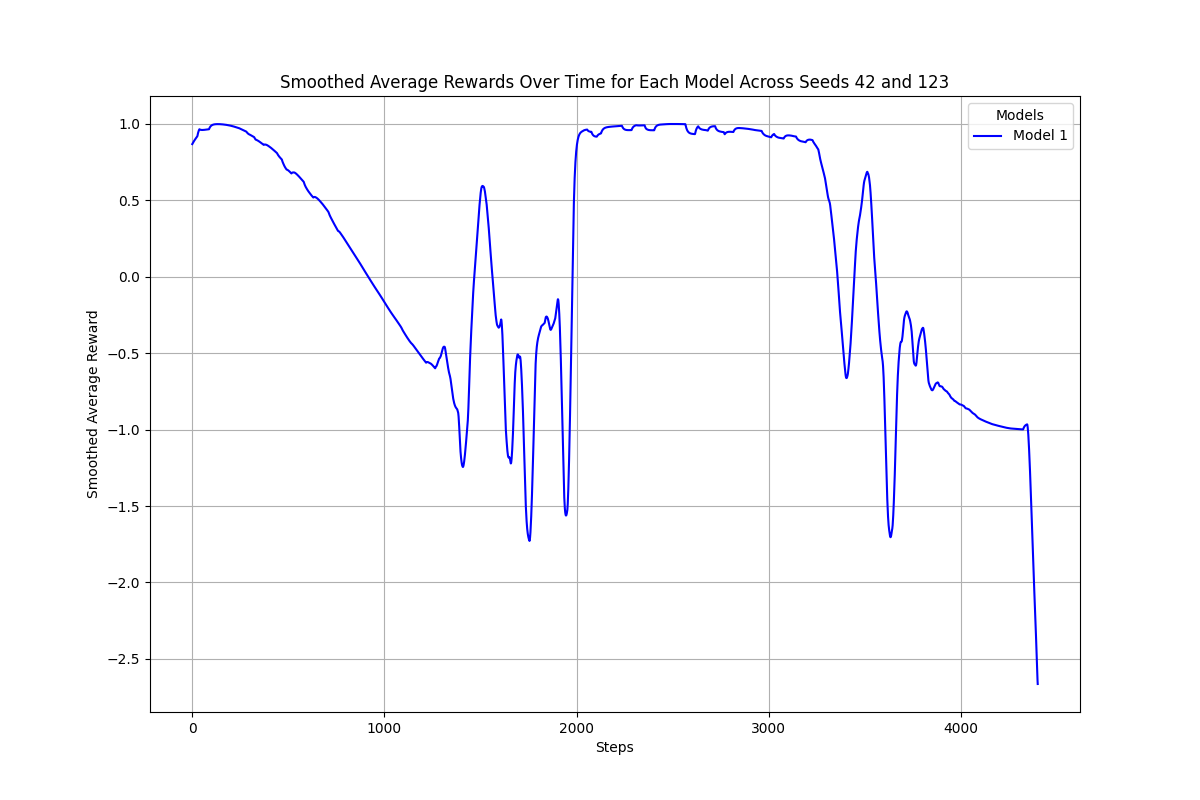 Smoothed Average Rewards Over Time for Each Model Across Seeds 42 and 123
Models
Model 1
1.0
0.5
0.0
−0.5
−1.0
−1.5
−2.0
−2.5
Smoothed Average Reward
0
1000
2000
3000
4000
Steps